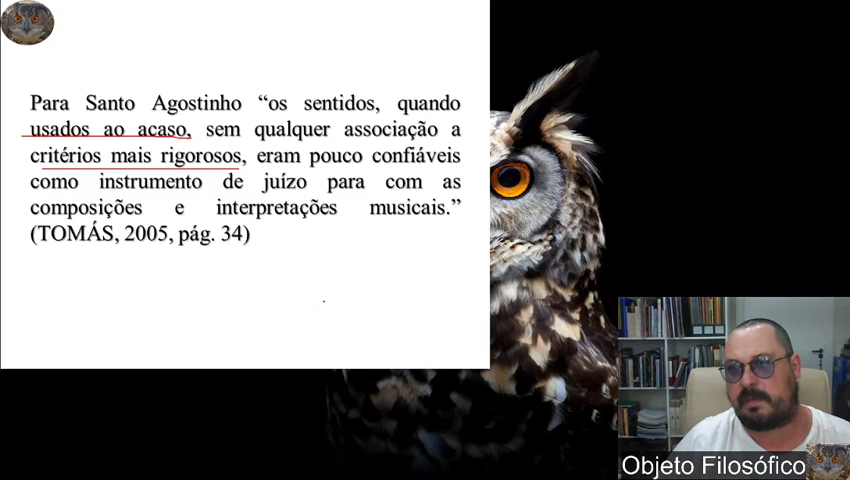 Para Santo Agostinho “os sentidos, quando
usados ao acaso, sem qualquer associação a
critérios mais rigorosos, eram pouco confiáveis
como instrumento de juízo para com as
composições e interpretações musicais.”
(TOMÁS, 2005, pág. 34)
Objeto Filosófico